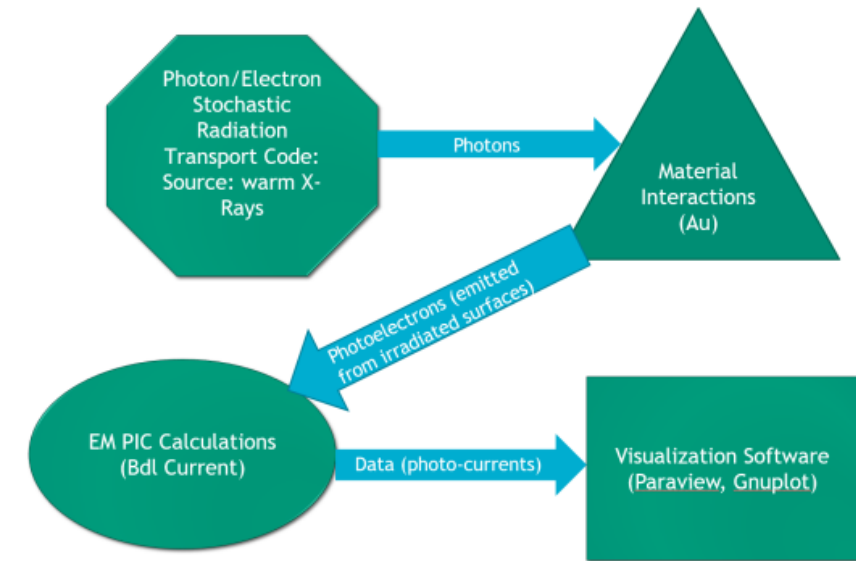 Photon/Electron
Stochastic
Radiation
Transport Code:
Source: warm X-
Rays
Photons
Material
Interactions
(Au)
Photoelectrons (emitted
from irradiated surfaces)
EM PIC Calculations
(Bdl Current)
Data (photo-currents)
Visualization Software
(Paraview, Gnuplot)